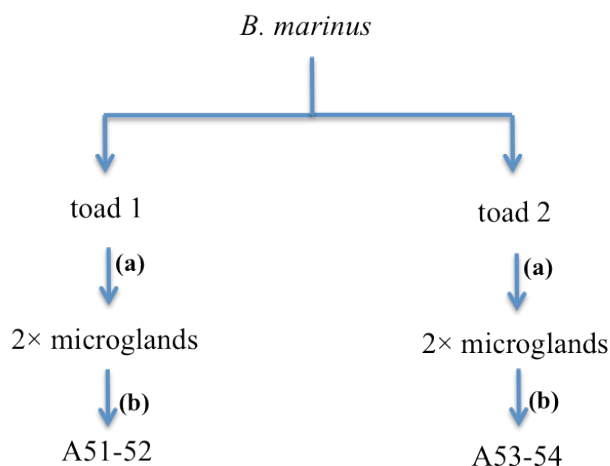 B. marinus
toad 1
toad 2
(a)
(a)
2× microglands
2× microglands
(b)
(b)
A51-52
A53-54